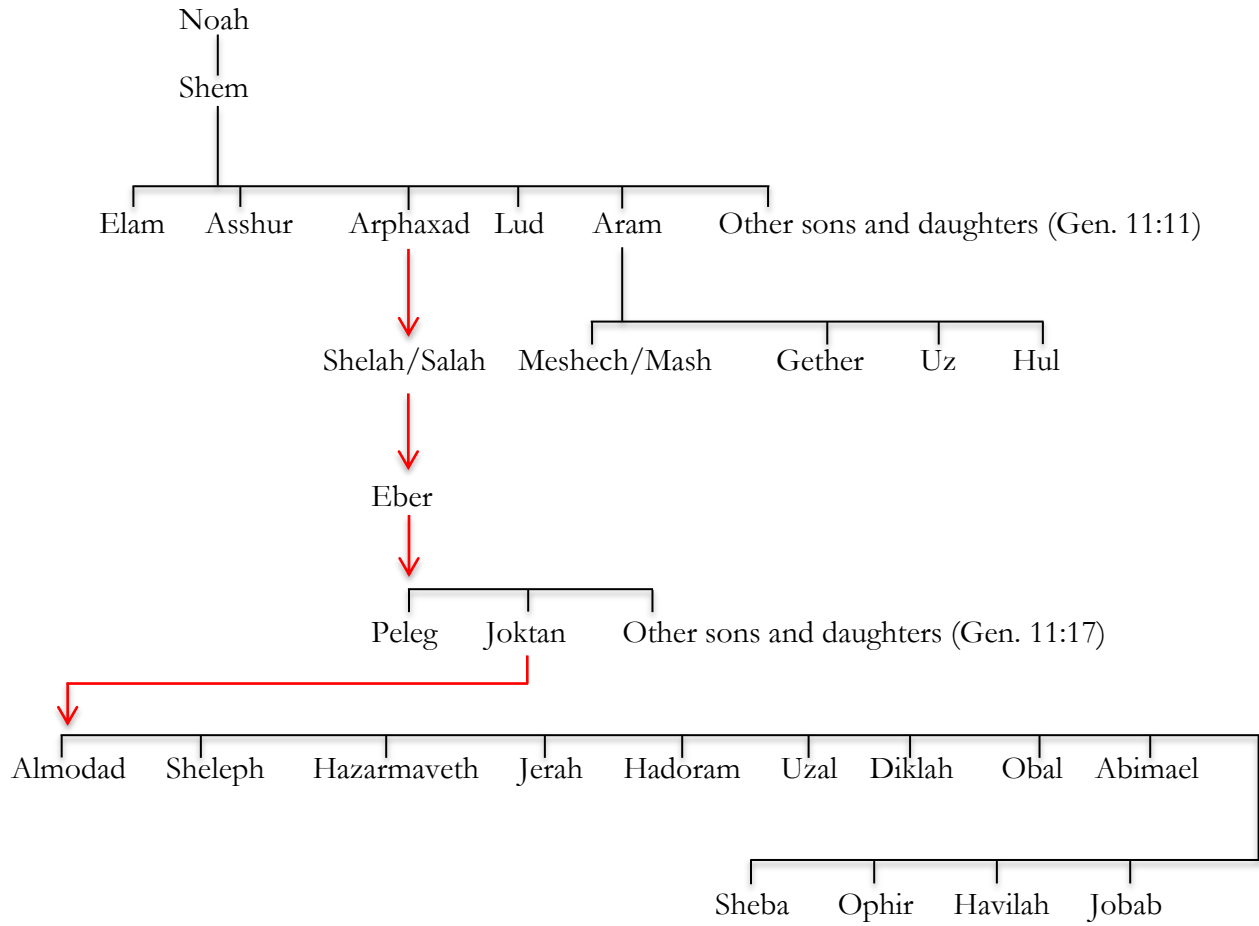 Noah
Shem
Elam Asshur Arphaxad Lud Aram Other sons and daughters (Gen. 11:11)
Shelah/Salah Meshech/Mash Gether Uz Hul
Eber
Peleg Joktan Other sons and daughters (Gen. 11:17)
Almodad Sheleph Hazarmaveth Jerah Hadoram Uzal Diklah Obal Abimael
Sheba Ophir Havilah Jobab